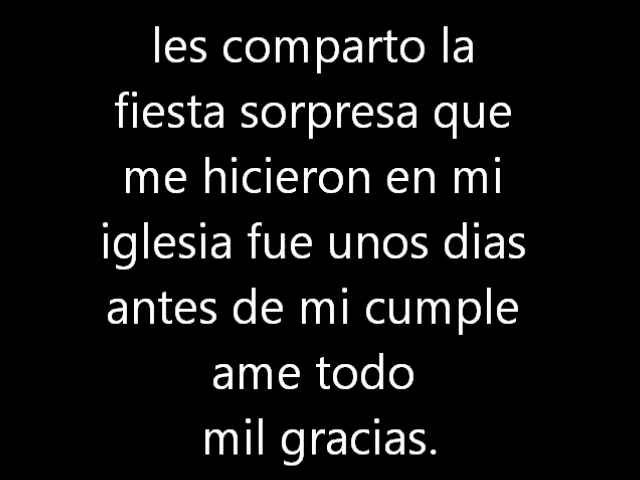 les comparto la
fiesta sorpresa que
me hicieron en mi
iglesia fue unos dias
antes de mi cumple
ame todo
mil gracias.